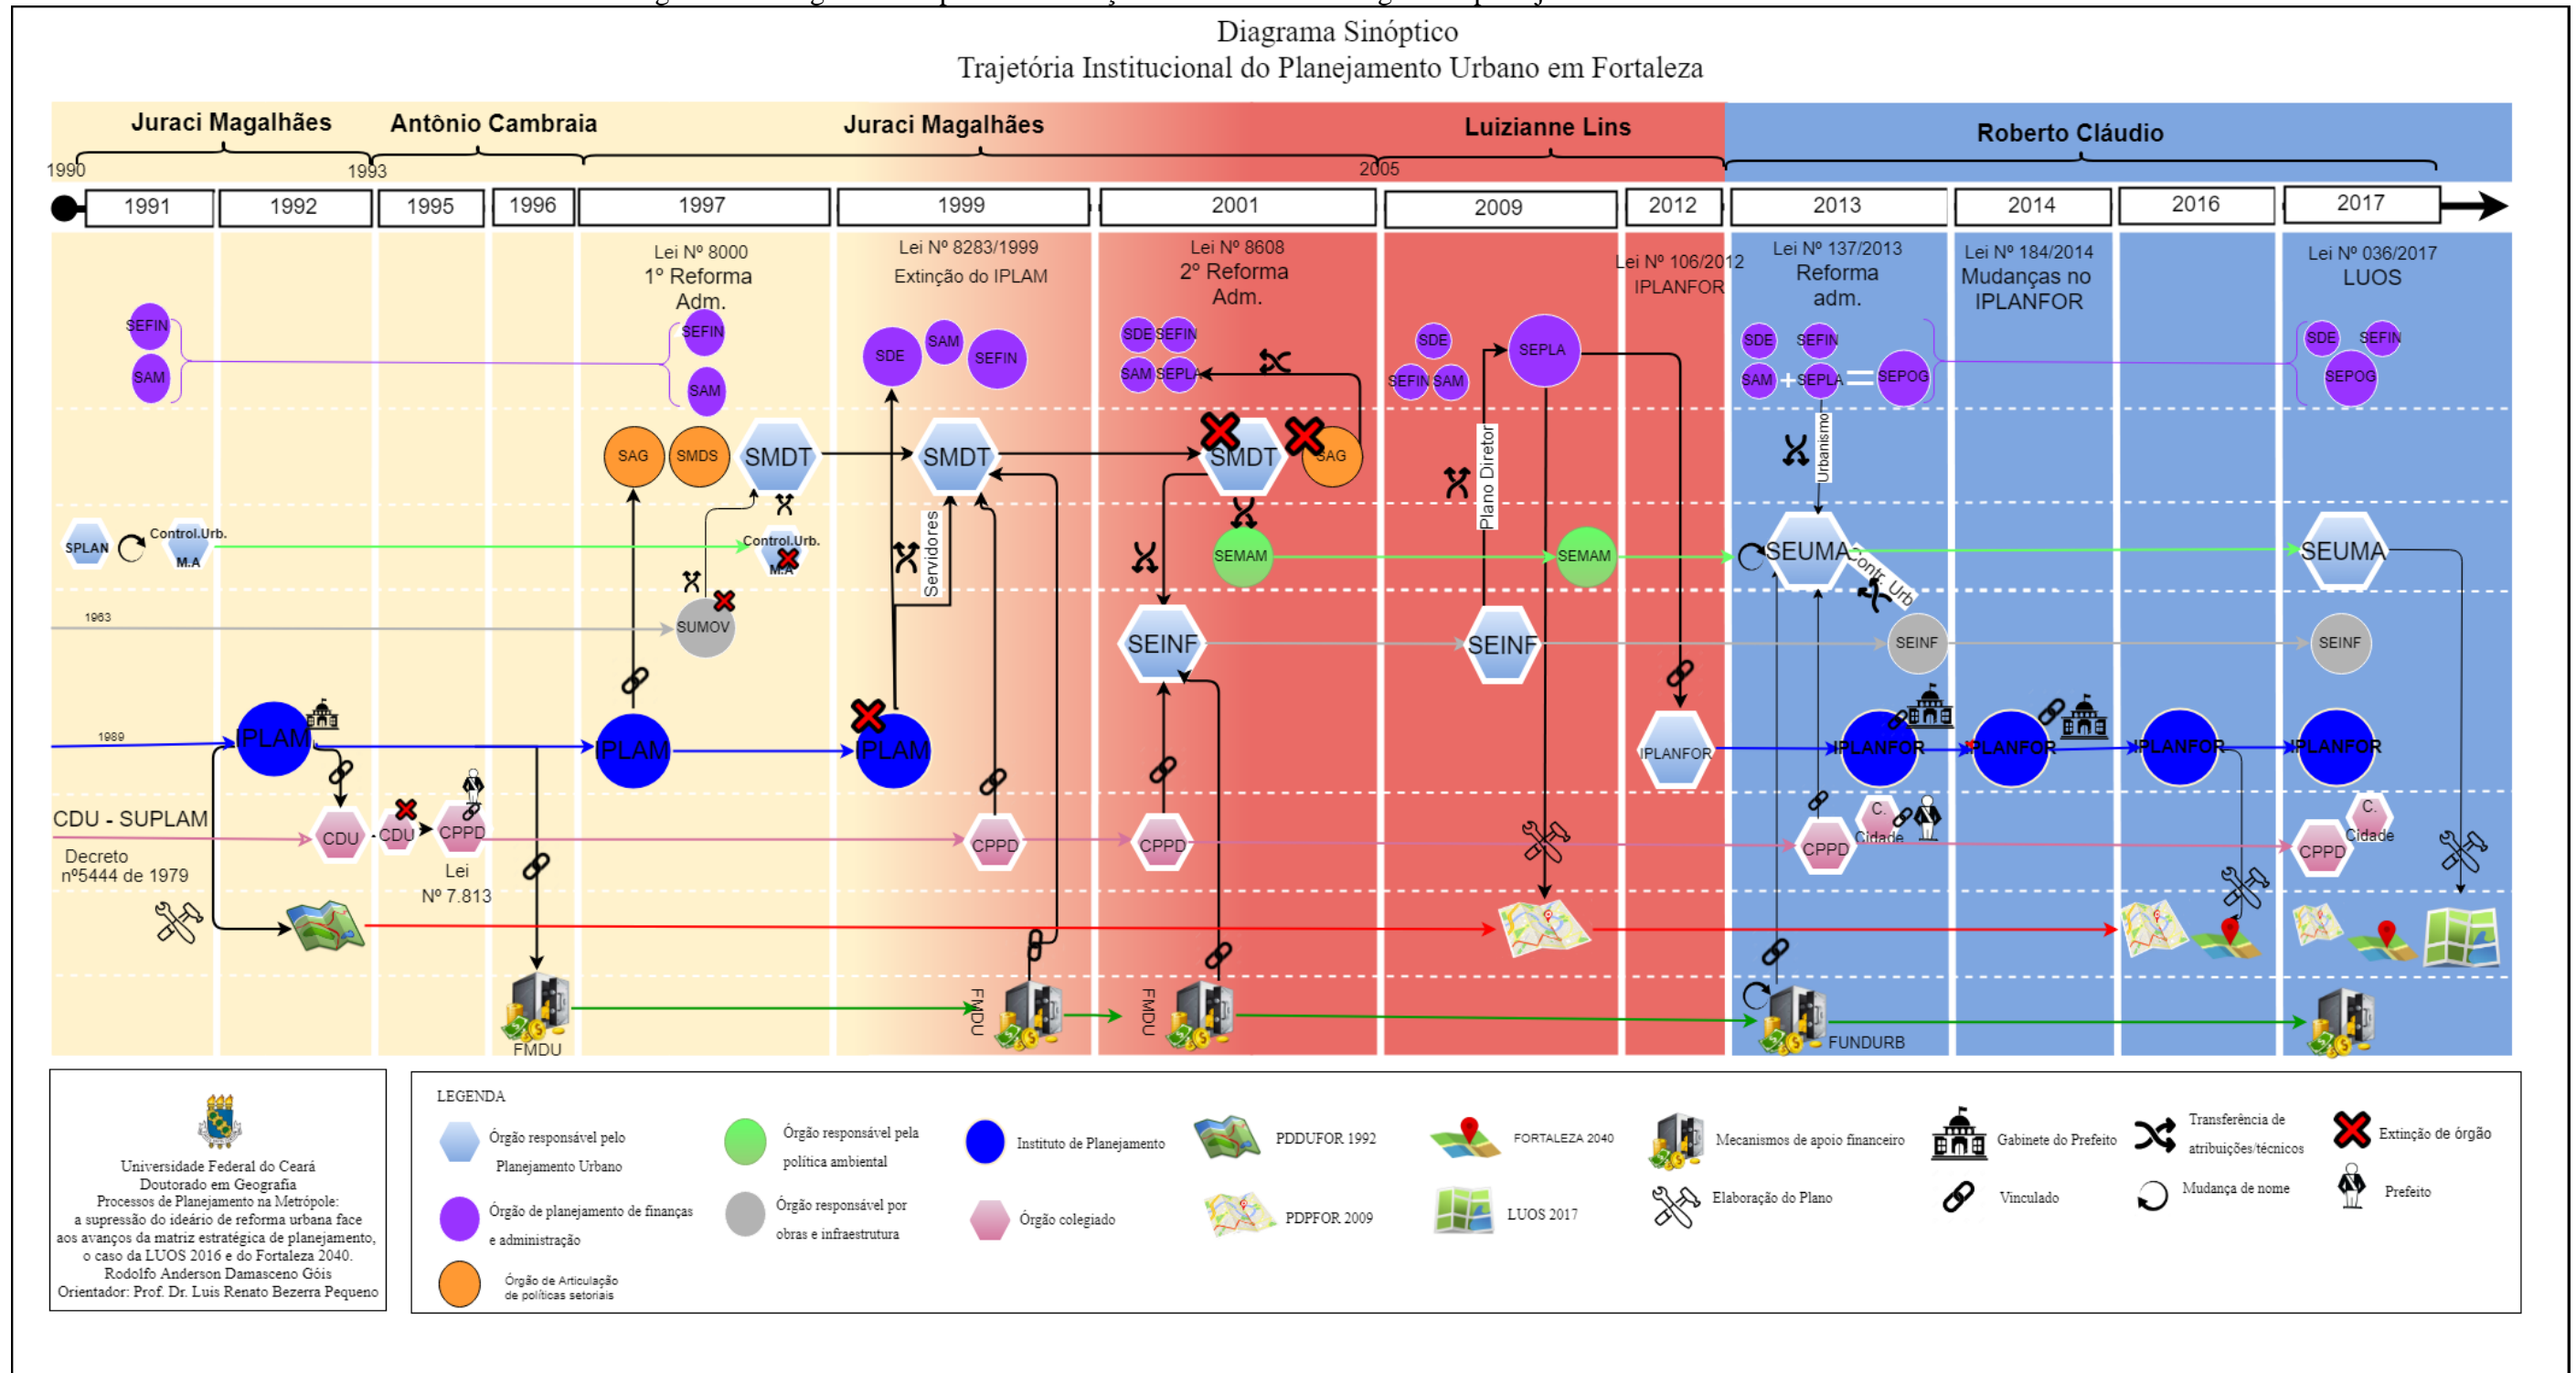 Diagrama Sinóptico
Trajetória Institucional do Planejamento Urbano em Fortaleza
Juraci Magalhães
Antônio Cambraia
Juraci Magalhães
Luizianne Lins
Roberto Cláudio
1990
1993
2005
1991
1992
1995
1996
1997
1999
2001
2009
2012
2013
2014
2016
2017
Lei Nº 8000
1º Reforma
Adm.
Lei Nº 8283/1999
Extinção do IPLAM
Lei Nº 8608
2º Reforma
Adm.
Lei Nº 106/2012
IPLANFOR
Lei Nº 137/2013
Reforma
adm.
Lei Nº 184/2014
Mudanças no
IPLANFOR
Lei Nº 036/2017
LUOS
SEFIN
SAM
SEFIN
SAM
SDE
SAM
SEFIN
SDE
SEFIN
SAM
SEPLA
SDE
SEFIN
SAM
SEPLA
SDE
SEFIN
SAM
+
SEPLA
=
SEPOG
SDE
SEFIN
SEPOG
SAG
SMDS
SMDT
SMDT
SMDT
SAG
Plano Diretor
Urbanismo
SPLAN
Control.Urb.
M.A
Control.Urb.
M.A
Servidores
SEMAM
SEMAM
SEUMA
Contr. Urb
SEUMA
1963
SUMOV
SEINF
SEINF
SEINF
SEINF
1989
IPLAM
IPLAM
IPLAM
IPLANFOR
IPLANFOR
IPLANFOR
IPLANFOR
IPLANFOR
CDU - SUPLAM
Decreto
nº5444 de 1979
CDU
CDU
CPPD
Lei
Nº 7.813
CPPD
CPPD
CPPD
C.
Cidade
CPPD
C.
Cidade
FMDU
FMDU
FMDU
FUNDURB
Universidade Federal do Ceará
Doutorado em Geografia
Processos de Planejamento na Metrópole:
a supressão do ideário de reforma urbana face
aos avanços da matriz estratégica de planejamento,
o caso da LUOS 2016 e do Fortaleza 2040.
Rodolfo Anderson Damasceno Góis
Orientador: Prof. Dr. Luis Renato Bezerra Pequeno
LEGENDA
Órgão responsável pelo
Planejamento Urbano
Órgão de planejamento de finanças
e administração
Órgão de Articulação
de políticas setoriais
Órgão responsável pela
política ambiental
Órgão responsável por
obras e infraestrutura
Instituto de Planejamento
Órgão colegiado
PDDUFOR 1992
PDPFOR 2009
FORTALEZA 2040
LUOS 2017
Mecanismos de apoio financeiro
Elaboração do Plano
Gabinete do Prefeito
Vinculado
Transferência de
atribuições/técnicos
Mudança de nome
Extinção de órgão
Prefeito